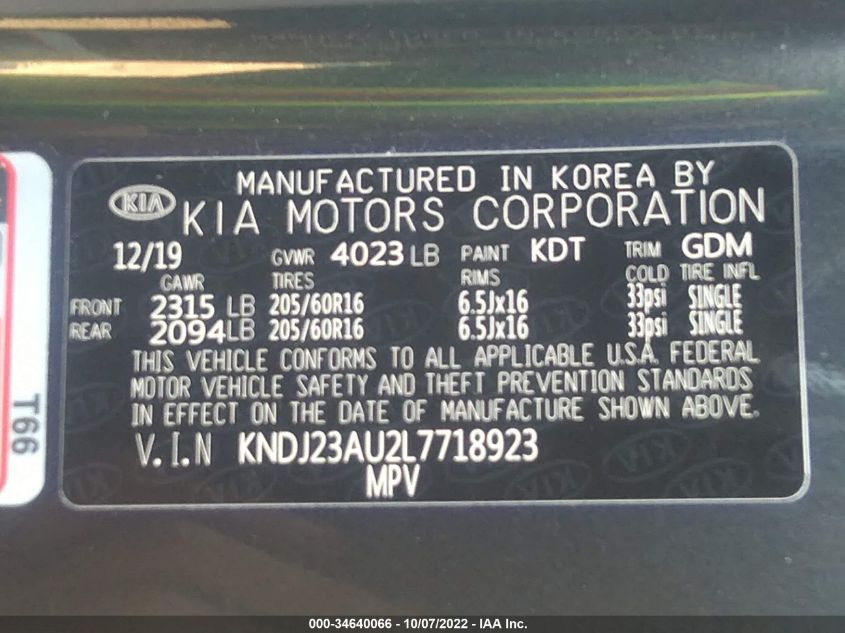 MANUFACTURED IN KOREA BY
KIA KIA MOTORS CORPORATION
12/19 GVWR 4023 LB PAINT KDT TRIM GDM
GAWR TIRES RIMS COLD TIRE INFL
FRONT 2315 LB 205/60R16 6.5Jx16 33psi SINGLE
REAR 2094 LB 205/60R16 6.5Jx16 33psi SINGLE
THIS VEHICLE CONFORMS TO ALL APPLICABLE U.S.A. FEDERAL
MOTOR VEHICLE SAFETY AND THEFT PREVENTION STANDARDS
IN EFFECT ON THE DATE OF MANUFACTURE SHOWN ABOVE.
V.I.N KNDJ23AU2L7718923
MPV
T66
000-34640066 - 10/07/2022 - IAA Inc.